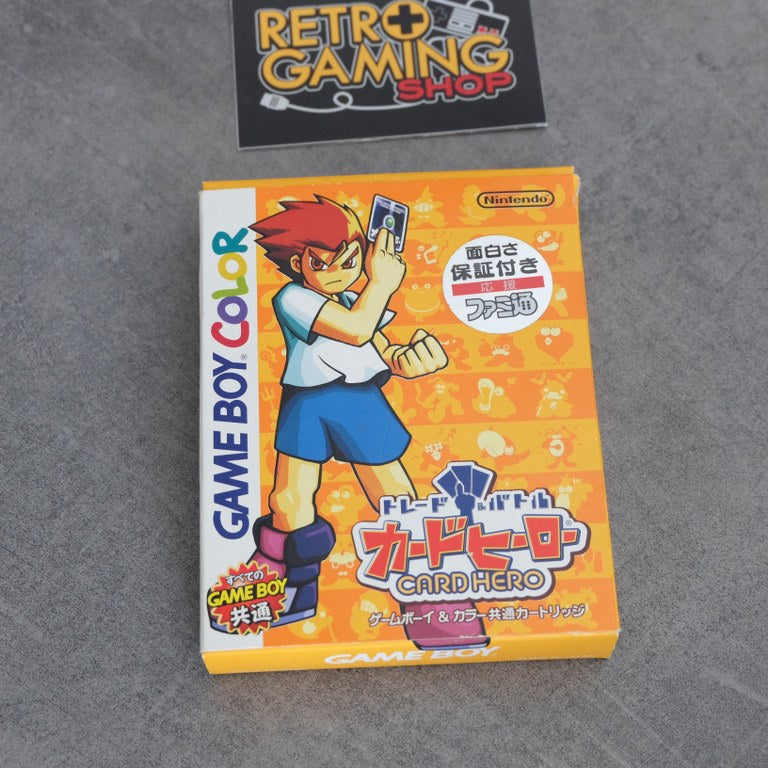 RETRO
GAMING
SHOP
Nintendo®
GAME BOY® COLOR
面白さ
保証付き
応援
ファミ通
トレード&バトル
カードヒーロー®
CARD HERO
ゲームボーイ & カラー共通カートリッジ
すべての
GAME BOY
共通
GAME BOY